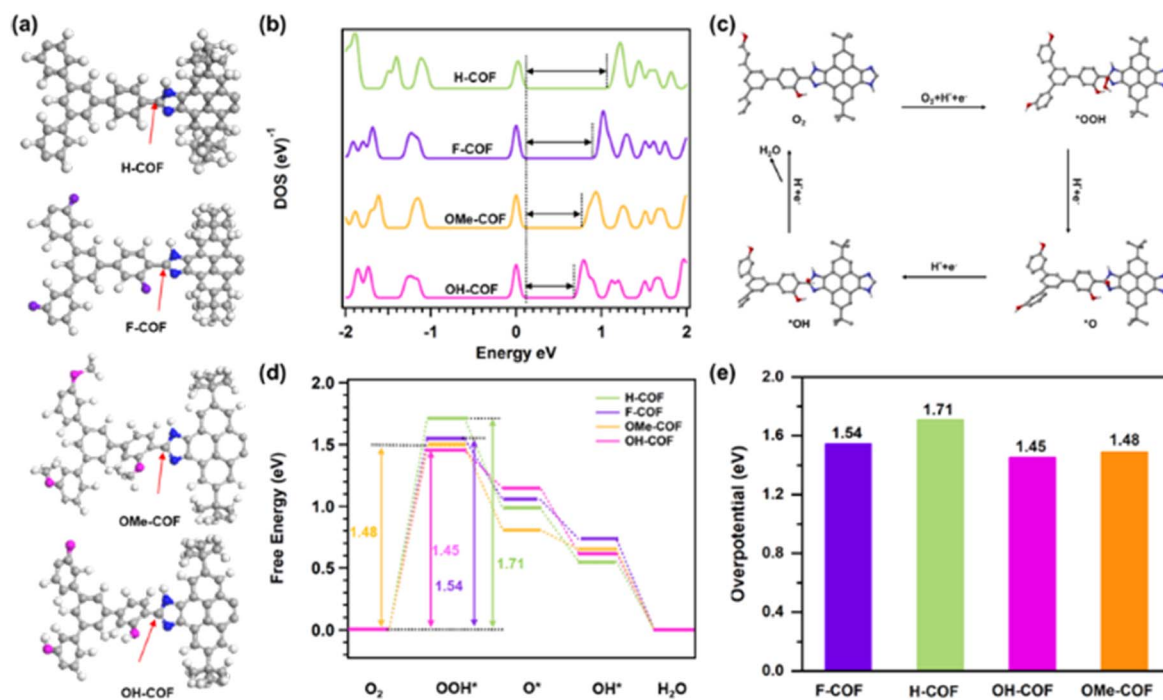 (a)
H-COF
F-COF
OMe-COF
OH-COF
(b)
DOS (eV)⁻¹
H-COF
F-COF
OMe-COF
OH-COF
-2
-1
0
1
2
Energy eV
(c)
O₂
O₂+H⁺+e⁻
*OOH
H⁺+e⁻
*O
H⁺+e⁻
*OH
H⁺+e⁻
H₂O
(d)
Free Energy (eV)
2.0
1.5
1.0
0.5
0.0
H-COF
F-COF
OMe-COF
OH-COF
1.48
1.45
1.54
1.71
O₂
OOH*
O*
OH*
H₂O
(e)
Overpotential (eV)
2.0
1.6
1.2
0.8
0.4
0.0
1.54
1.71
1.45
1.48
F-COF
H-COF
OH-COF
OMe-COF